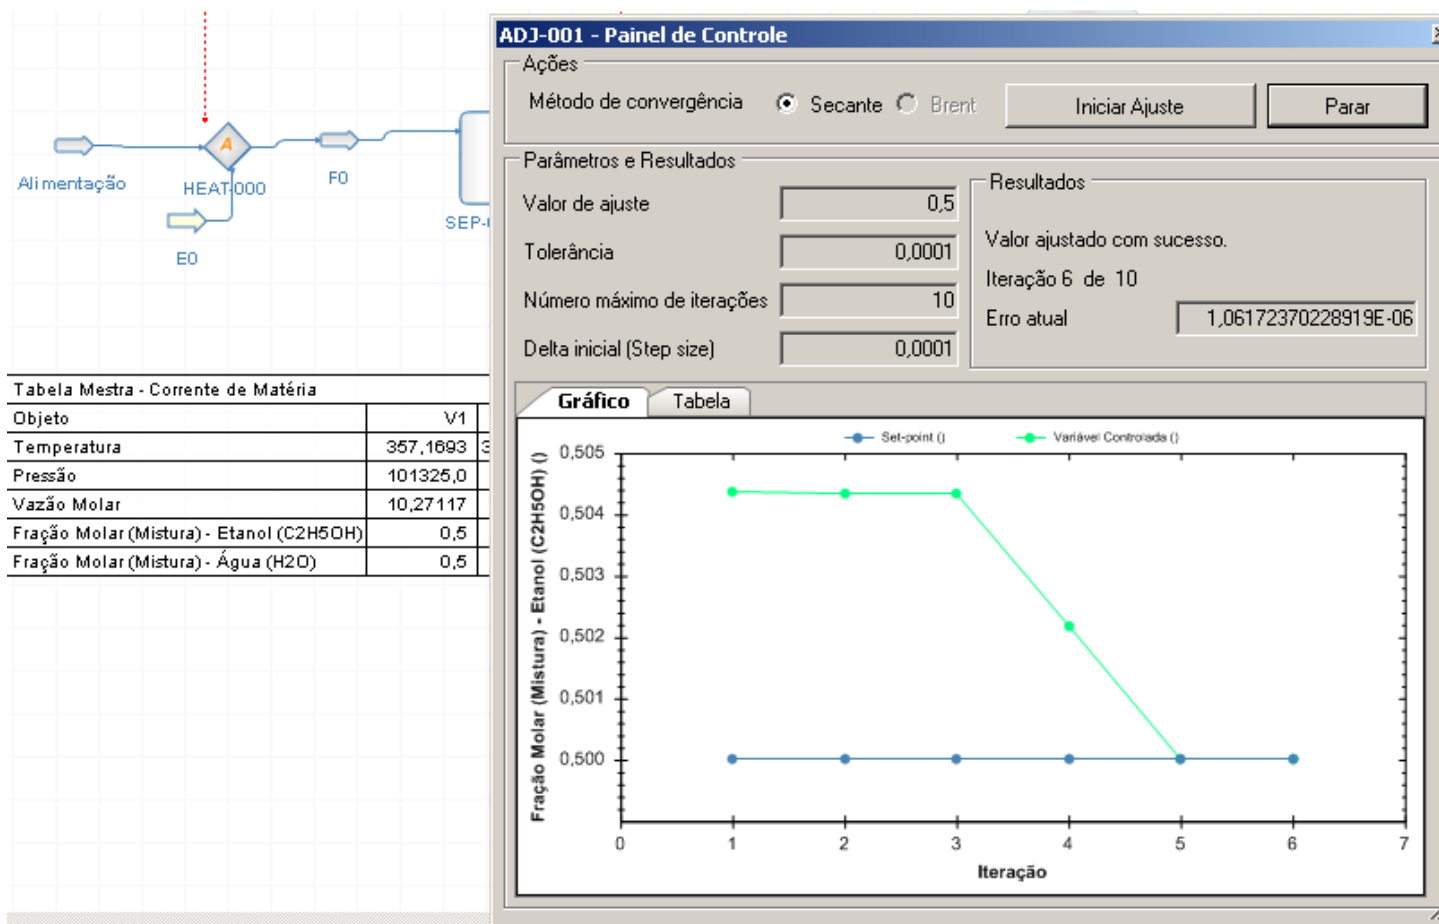 ADJ-001 - Painel de Controle
Ações
Método de convergência Secante Brent Iniciar Ajuste Parar
Parâmetros e Resultados
Valor de ajuste 0,5
Tolerância 0,0001
Número máximo de iterações 10
Delta inicial (Step size) 0,0001
Resultados
Valor ajustado com sucesso.
Iteração 6 de 10
Erro atual 1,06172370228919E-06
Gráfico Tabela
Set-point () Variável Controlada ()
Fração Molar (Mistura) - Etanol (C2H5OH) ()
0,505
0,504
0,503
0,502
0,501
0,500
0 1 2 3 4 5 6 7
Iteração
A
Alimentação
HEAT-000
F0
E0
Tabela Mestra - Corrente de Matéria
Objeto V1
Temperatura 357,1693
Pressão 101325,0
Vazão Molar 10,27117
Fração Molar (Mistura) - Etanol (C2H5OH) 0,5
Fração Molar (Mistura) - Água (H2O) 0,5